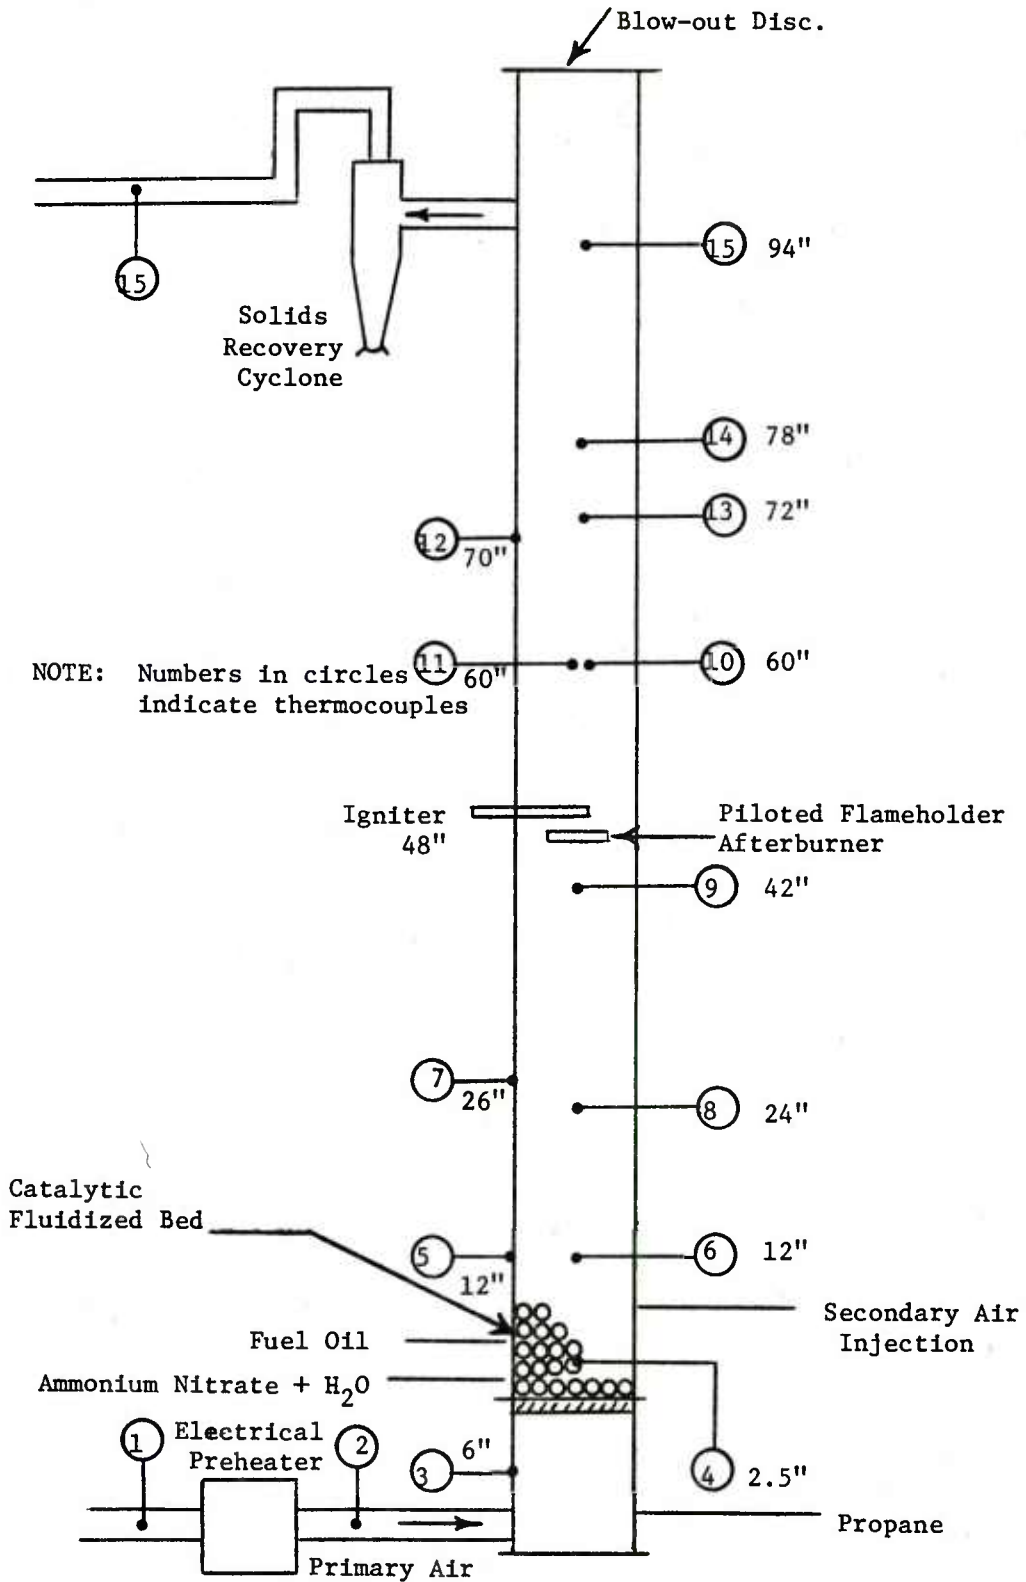 Blow-out Disc.
15 94"
15
Solids
Recovery
Cyclone
14 78"
13 72"
12 70"
NOTE: Numbers in circles
indicate thermocouples
11 60"
10 60"
Igniter
48"
Piloted Flameholder
Afterburner
9 42"
7 26"
8 24"
Catalytic
Fluidized Bed
5 12"
6 12"
Secondary Air
Injection
Fuel Oil
Ammonium Nitrate + H₂O
1
Electrical
Preheater
2
3 6"
4 2.5"
Propane
Primary Air